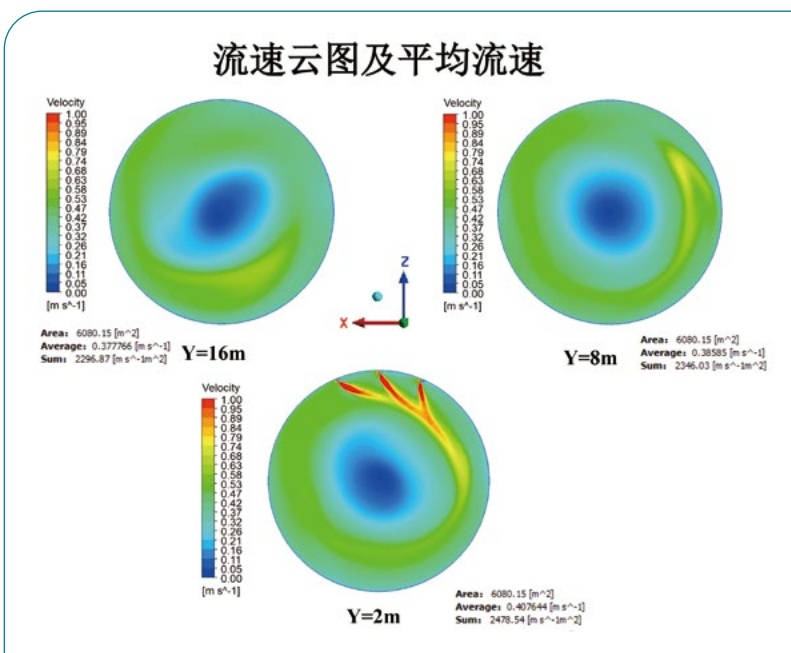 流速云图及平均流速
Velocity
1.00
0.95
0.89
0.84
0.79
0.74
0.68
0.63
0.58
0.53
0.47
0.42
0.37
0.32
0.26
0.21
0.16
0.11
0.05
0.00
[m s^-1]
Area: 6080.15 [m^2]
Average: 0.377766 [m s^-1]
Sum: 2296.87 [m s^-1m^2]
Y=16m
Z
X
Velocity
1.00
0.95
0.89
0.84
0.79
0.74
0.68
0.63
0.58
0.53
0.47
0.42
0.37
0.32
0.26
0.21
0.16
0.11
0.05
0.00
[m s^-1]
Area: 6080.15 [m^2]
Average: 0.38585 [m s^-1]
Sum: 2346.03 [m s^-1m^2]
Y=8m
Velocity
1.00
0.95
0.89
0.84
0.79
0.74
0.68
0.63
0.58
0.53
0.47
0.42
0.37
0.32
0.26
0.21
0.16
0.11
0.05
0.00
[m s^-1]
Y=2m
Area: 6080.15 [m^2]
Average: 0.407644 [m s^-1]
Sum: 2478.54 [m s^-1m^2]